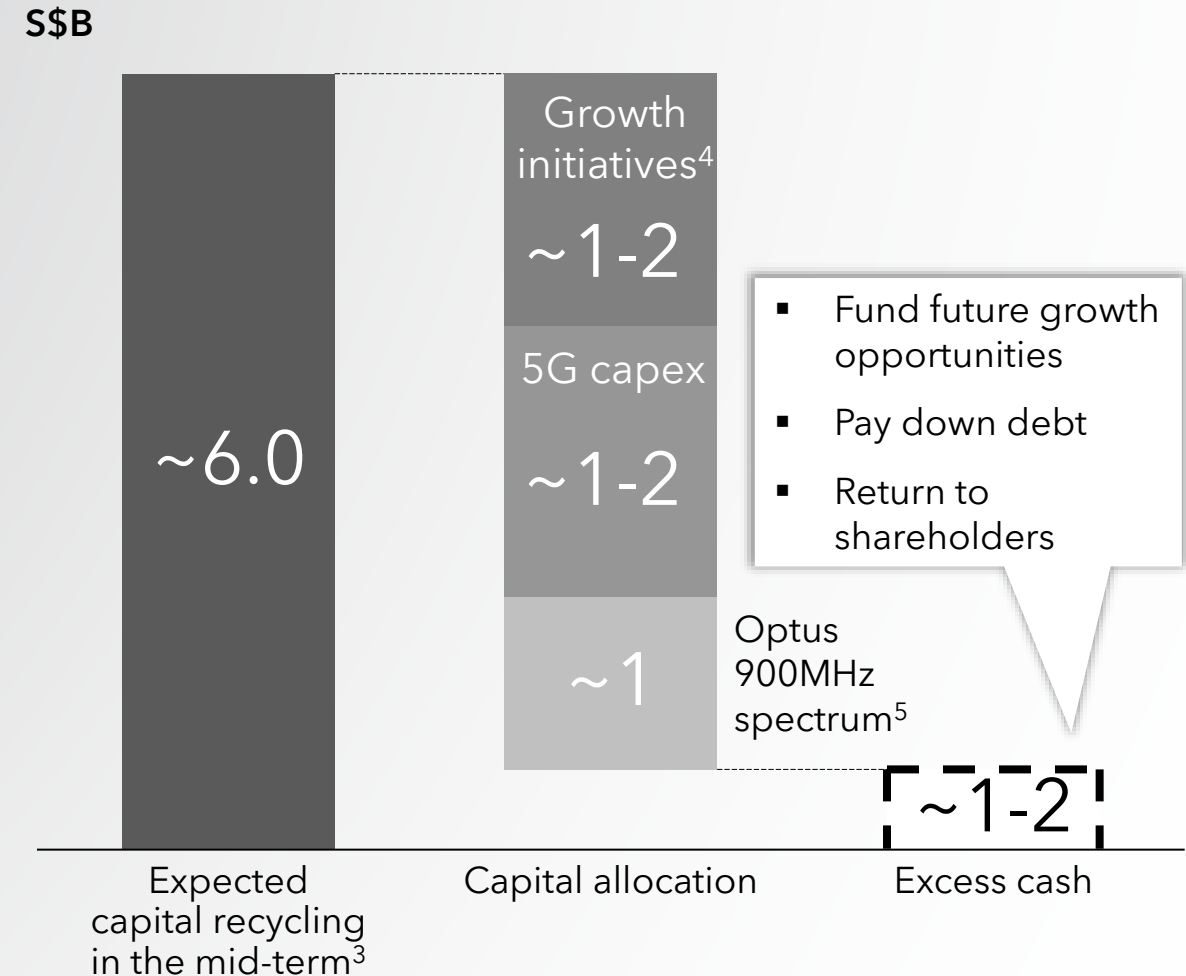 S$B
~6.0
Growth
initiatives4
~1-2
5G capex
~1-2
~1
Optus
900MHz
spectrum5
▪ Fund future growth
opportunities
▪ Pay down debt
▪ Return to
shareholders
~1-2
Expected
capital recycling
in the mid-term3
Capital allocation
Excess cash